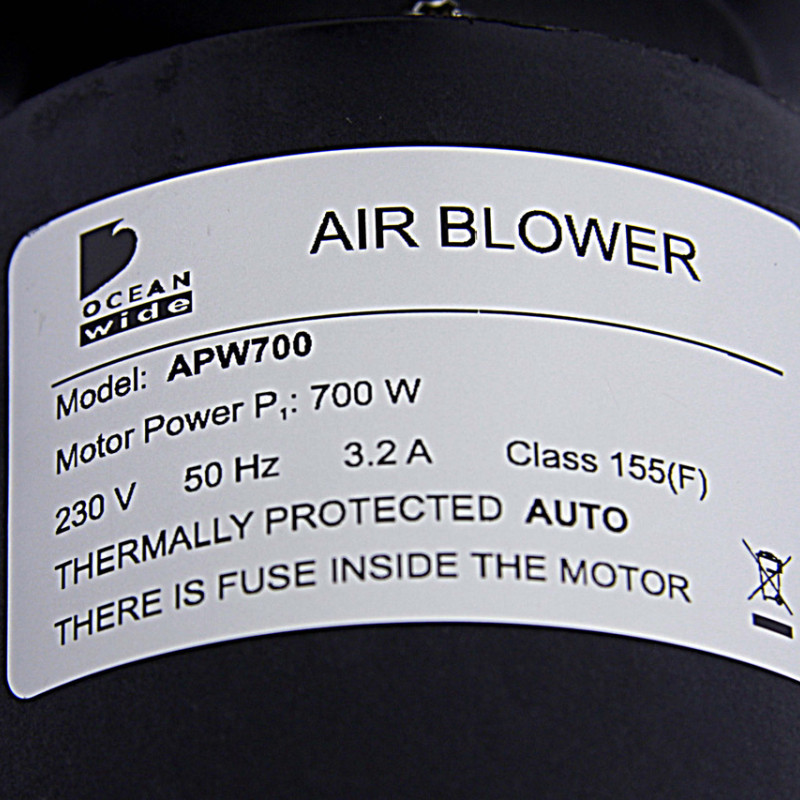 AIR BLOWER
OCEAN
wide
Model: APW700
Motor Power P₁: 700 W
230 V 50 Hz 3.2 A Class 155(F)
THERMALLY PROTECTED AUTO
THERE IS FUSE INSIDE THE MOTOR